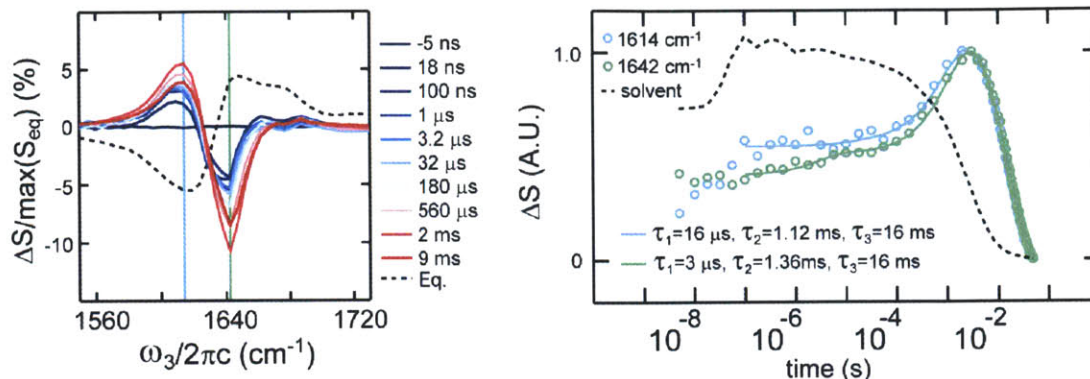 ΔS/max(S_eq) (%)
5
0
-5
-10
1560
1640
1720
ω₃/2πc (cm⁻¹)
-5 ns
18 ns
100 ns
1 μs
3.2 μs
32 μs
180 μs
560 μs
2 ms
9 ms
Eq.
ΔS (A.U.)
1.0
0
1614 cm⁻¹
1642 cm⁻¹
solvent
τ₁=16 μs, τ₂=1.12 ms, τ₃=16 ms
τ₁=3 μs, τ₂=1.36ms, τ₃=16 ms
10⁻⁸
10⁻⁶
10⁻⁴
10⁻²
time (s)